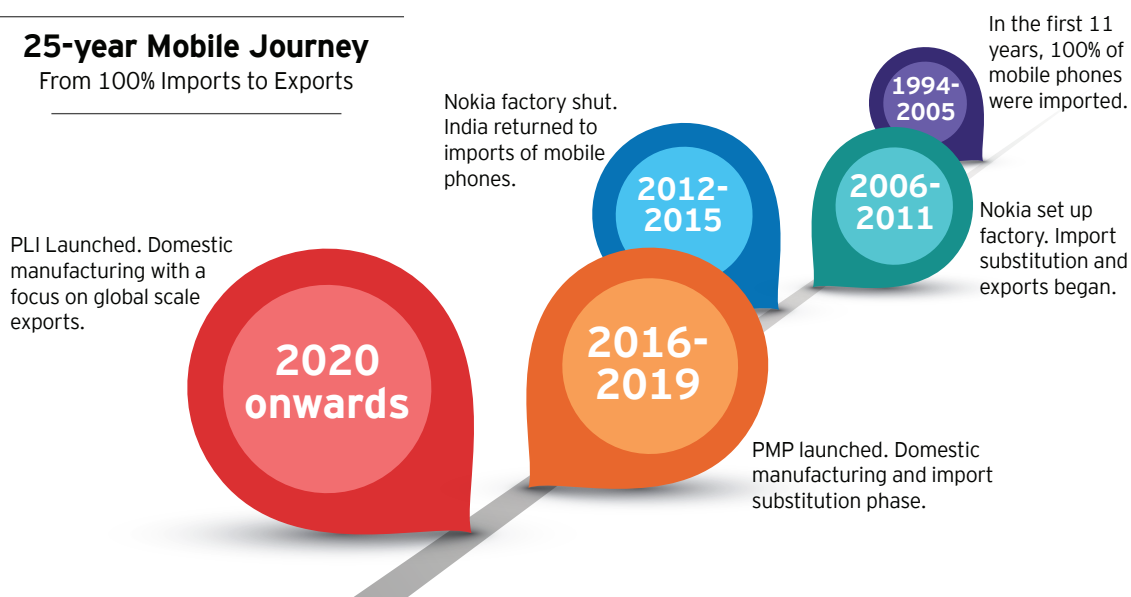 25-year Mobile Journey
From 100% Imports to Exports
In the first 11
years, 100% of
mobile phones
were imported.
1994-
2005
Nokia set up
factory. Import
substitution and
exports began.
2006-
2011
Nokia factory shut.
India returned to
imports of mobile
phones.
2012-
2015
PMP launched. Domestic
manufacturing and import
substitution phase.
2016-
2019
PLI Launched. Domestic
manufacturing with a
focus on global scale
exports.
2020
onwards